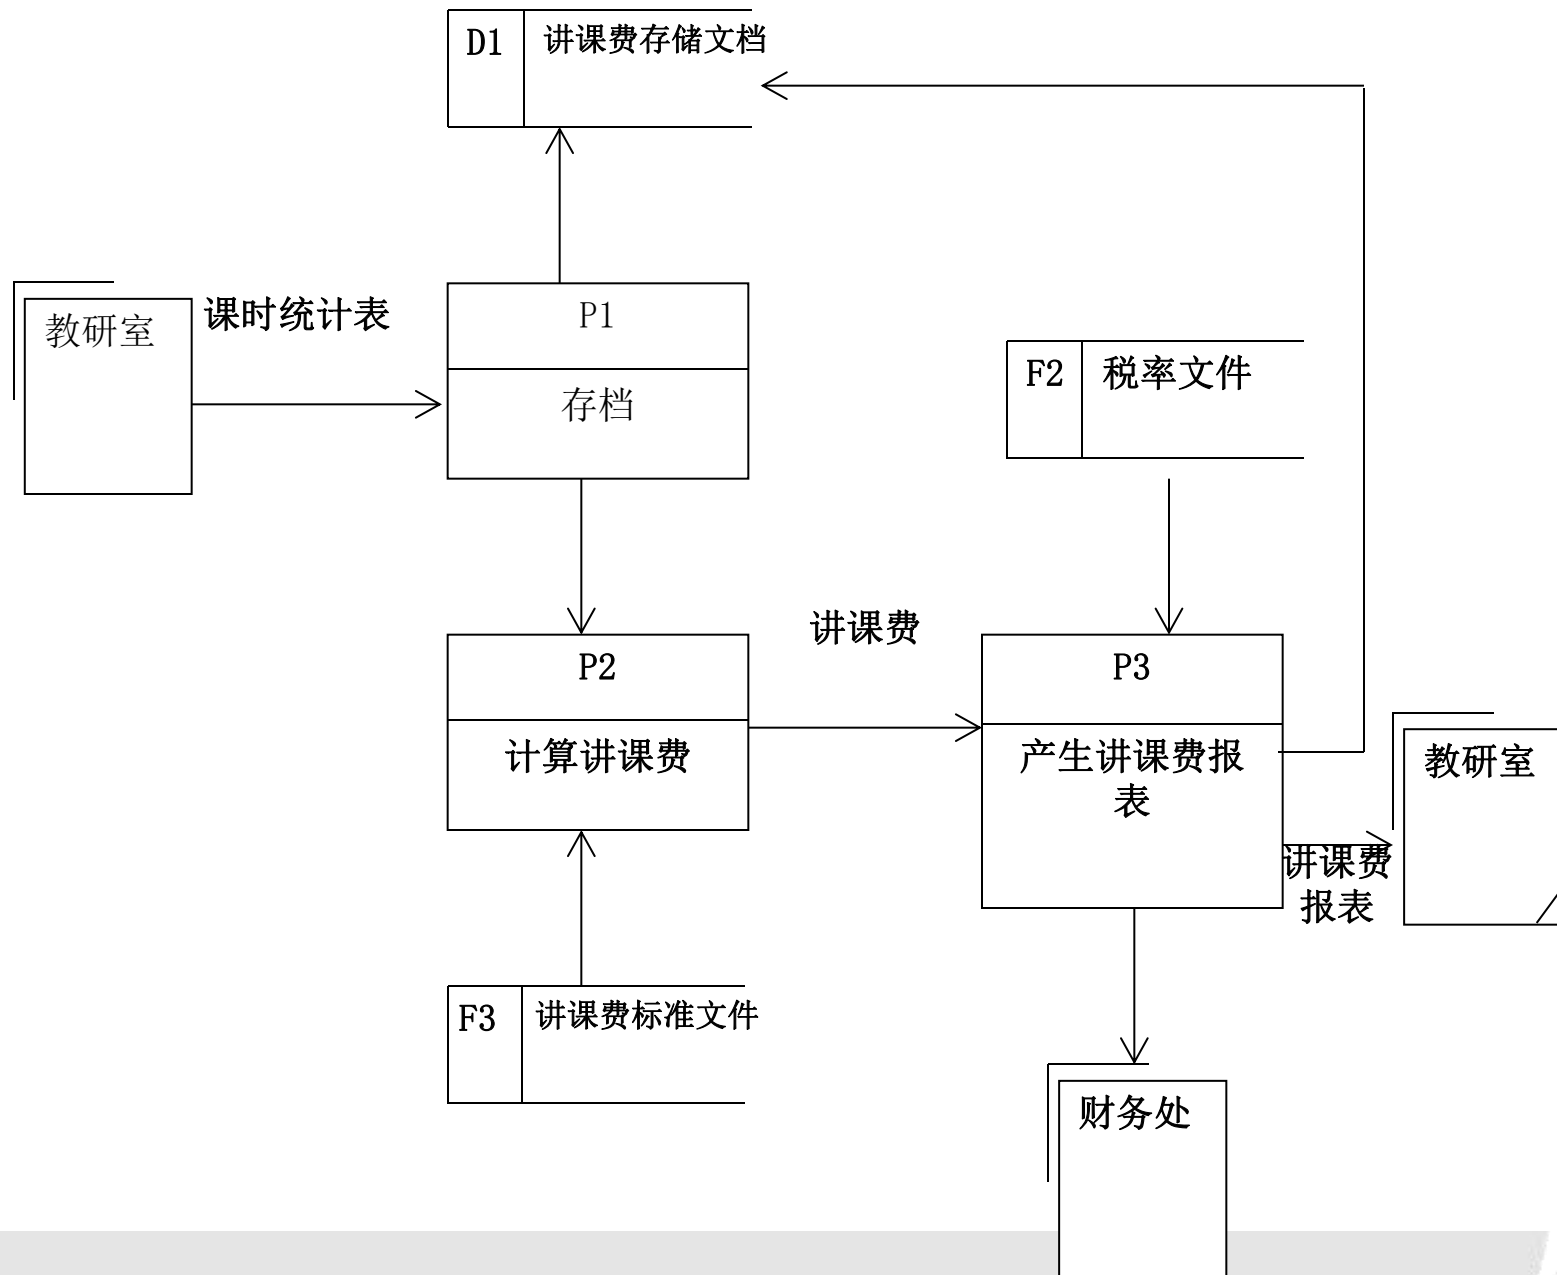 D1 讲课费存储文档
课时统计表
教研室
P1
存档
F2 税率文件
讲课费
P2
计算讲课费
P3
产生讲课费报
表
教研室
讲课费
报表
F3 讲课费标准文件
财务处